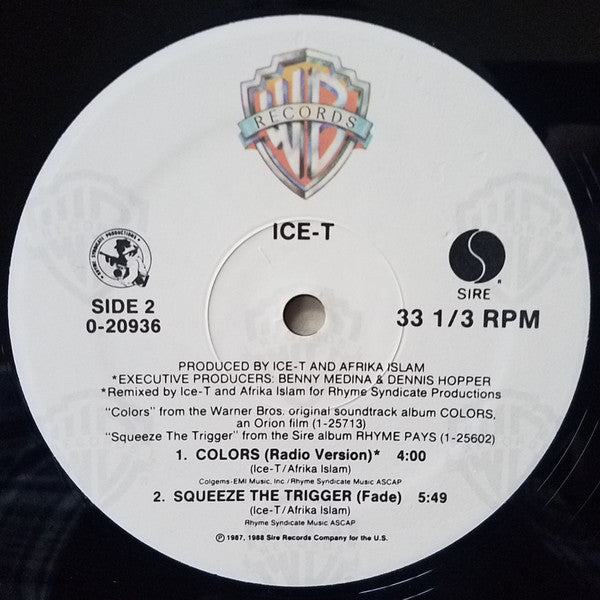 WB
RECORDS
ICE-T
RHYME SYNDICATE PRODUCTIONS
SIDE 2
0-20936
SIRE
33 1/3 RPM
PRODUCED BY ICE-T AND AFRIKA ISLAM
*EXECUTIVE PRODUCERS: BENNY MEDINA & DENNIS HOPPER
*Remixed by Ice-T and Afrika Islam for Rhyme Syndicate Productions
"Colors" from the Warner Bros. original soundtrack album COLORS,
an Orion film (1-25713)
"Squeeze The Trigger" from the Sire album RHYME PAYS (1-25602)
1. COLORS (Radio Version)* 4:00
(Ice-T/Afrika Islam)
Colgems-EMI Music, Inc./Rhyme Syndicate Music ASCAP
2. SQUEEZE THE TRIGGER (Fade) 5:49
(Ice-T/Afrika Islam)
Rhyme Syndicate Music ASCAP
℗ 1987, 1988 Sire Records Company for the U.S.